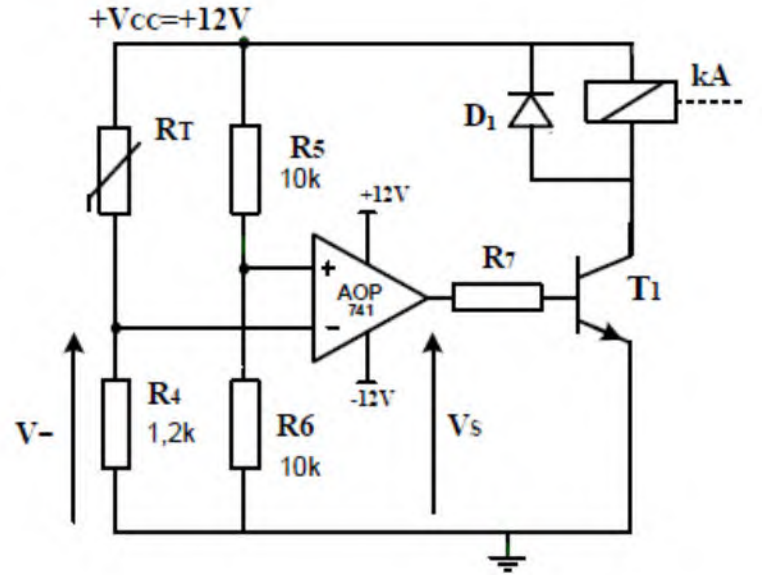 +Vcc=+12V
kA
RT
R5
10k
D1
+12V
+
AOP
741
R7
T1
−
-12V
V-
R4
1,2k
R6
10k
Vs